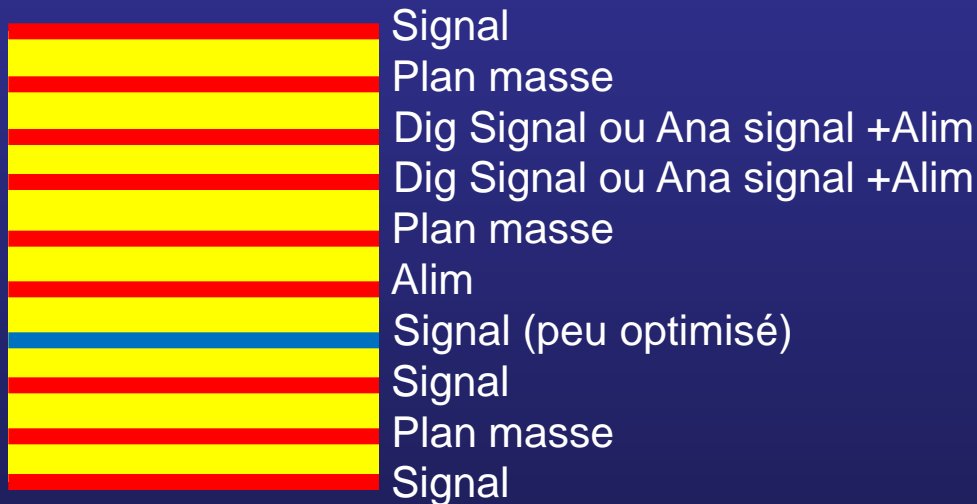 Signal
Plan masse
Dig Signal ou Ana signal +Alim
Dig Signal ou Ana signal +Alim
Plan masse
Alim
Signal (peu optimisé)
Signal
Plan masse
Signal